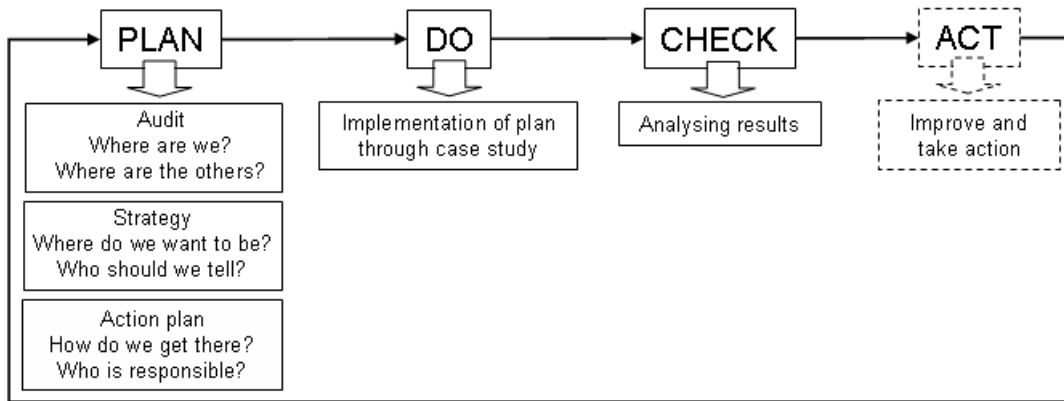 PLAN
DO
CHECK
ACT
Audit
Where are we?
Where are the others?
Strategy
Where do we want to be?
Who should we tell?
Action plan
How do we get there?
Who is responsible?
Implementation of plan
through case study
Analysing results
Improve and
take action